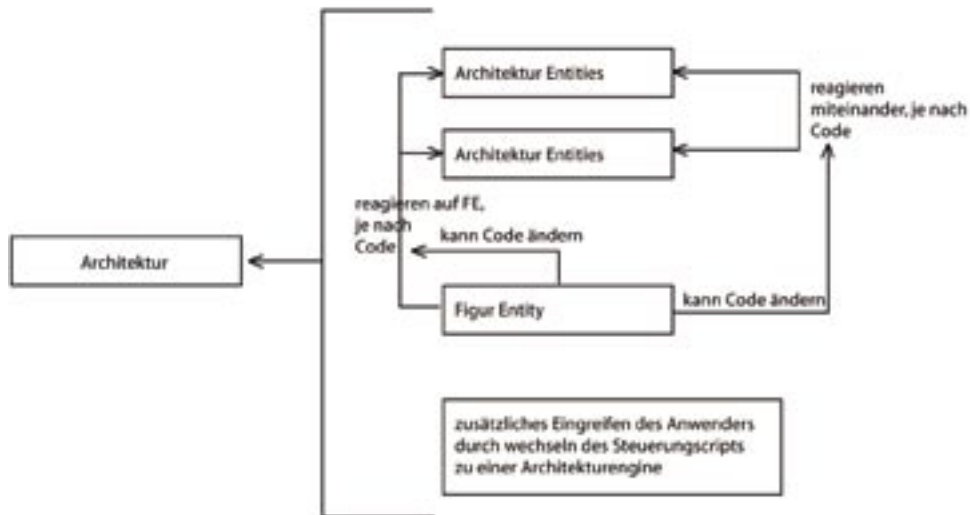 Architektur Entities
reagieren
miteinander, je nach
Code
Architektur Entities
reagieren auf FE,
je nach
Code
kann Code ändern
Architektur
Figur Entity
kann Code ändern
zusätzliches Eingreifen des Anwenders
durch wechseln des Steuerungscripts
zu einer Architekturengine